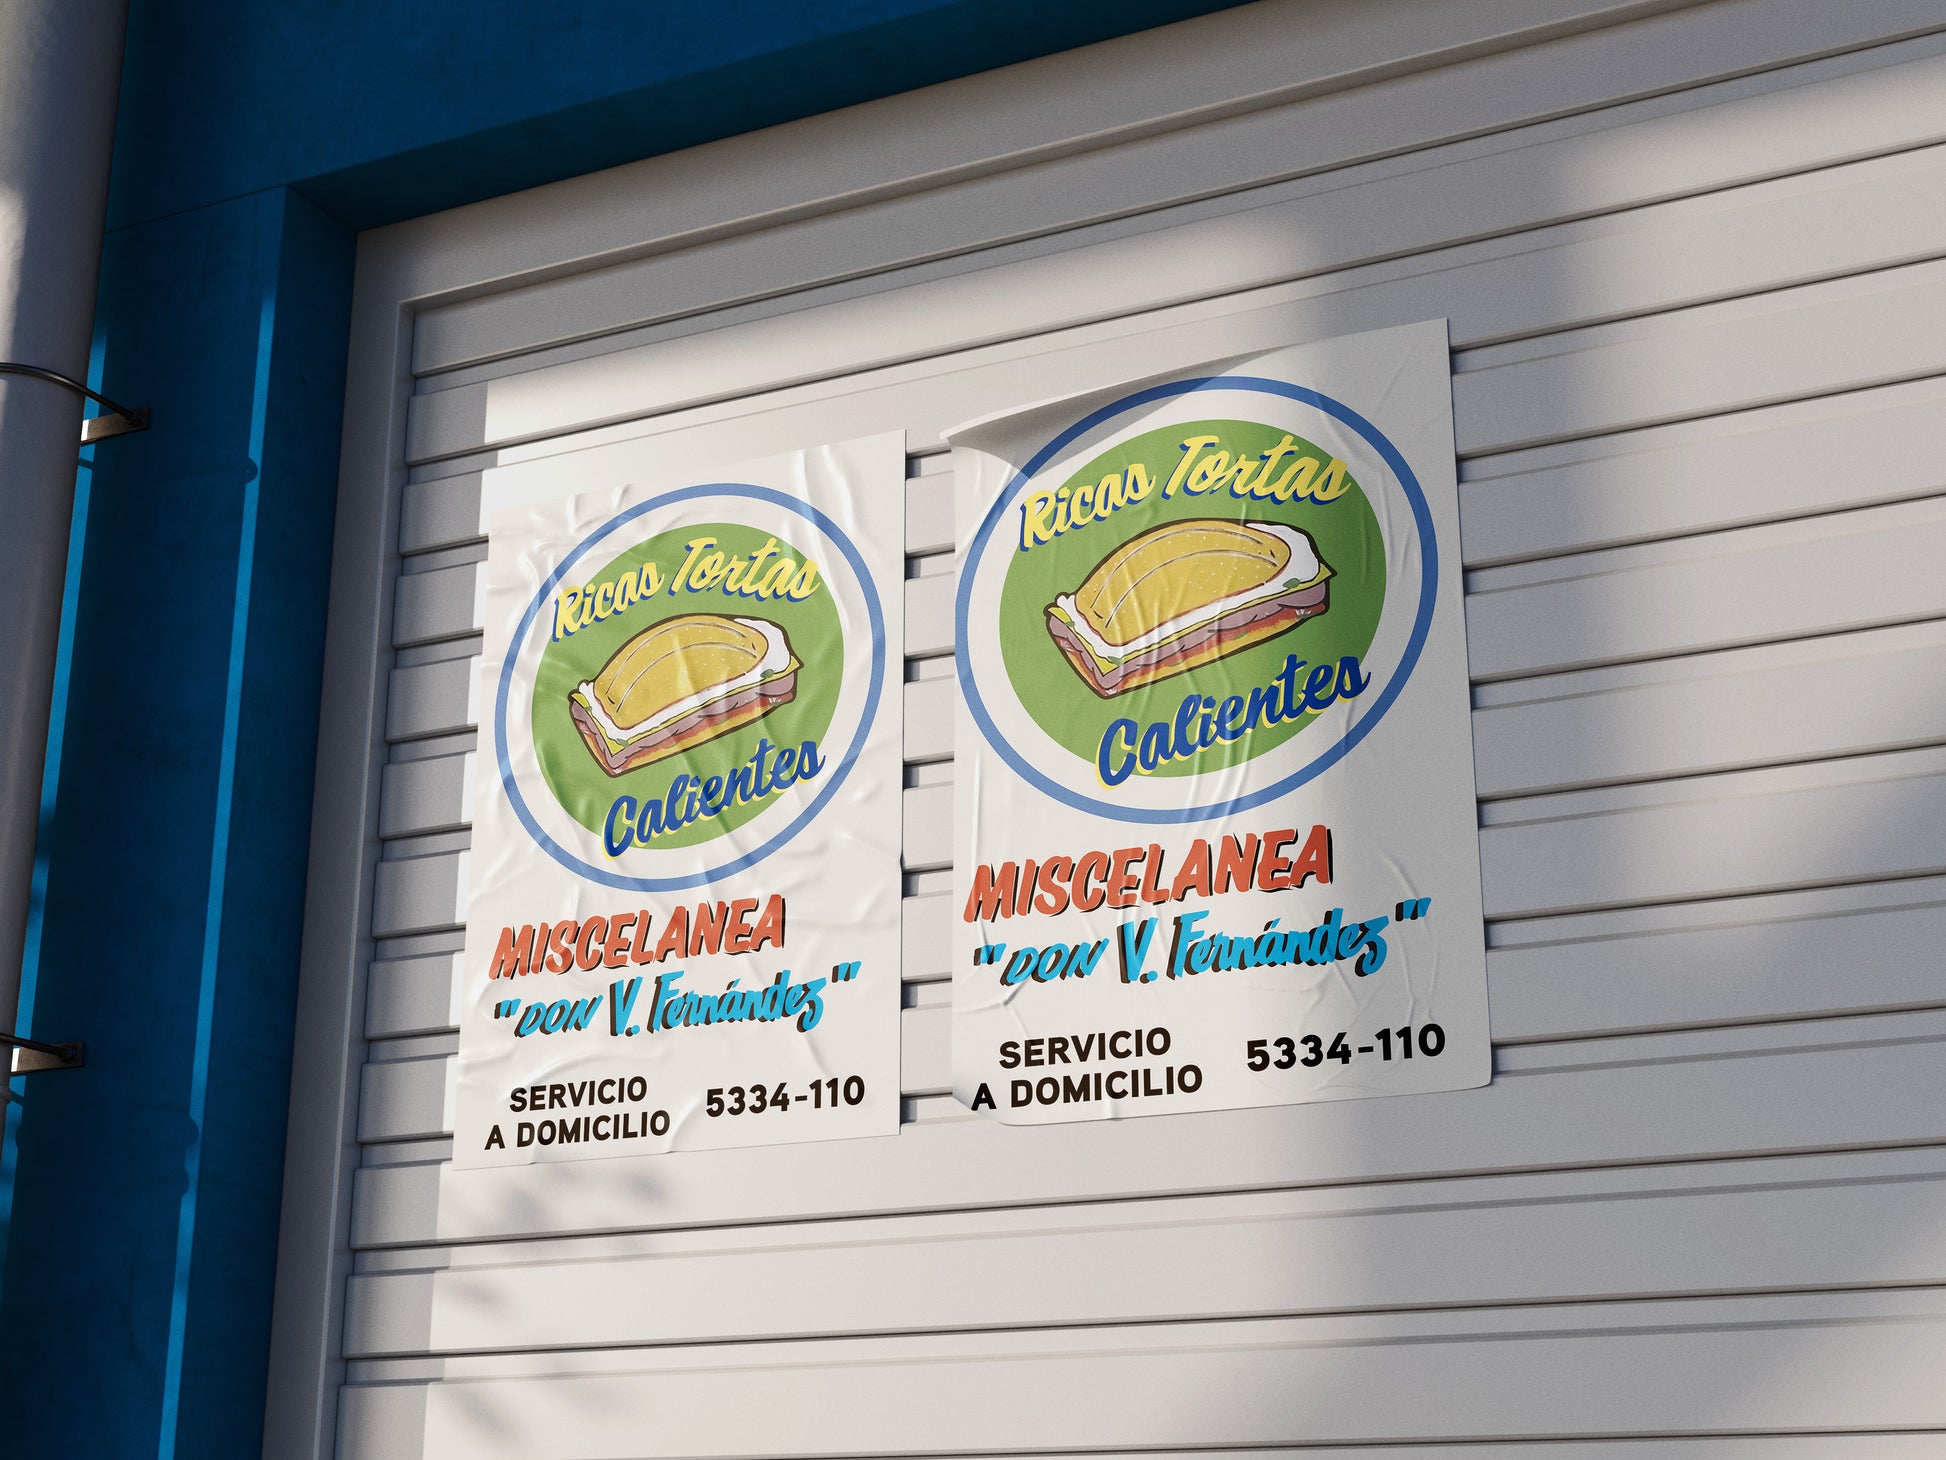 Ricas Tortas
Calientes
MISCELANEA
"DON V. Fernández"
SERVICIO
A DOMICILIO
5334-110
Ricas Tortas
Calientes
MISCELANEA
"DON V. Fernández"
SERVICIO
A DOMICILIO
5334-110